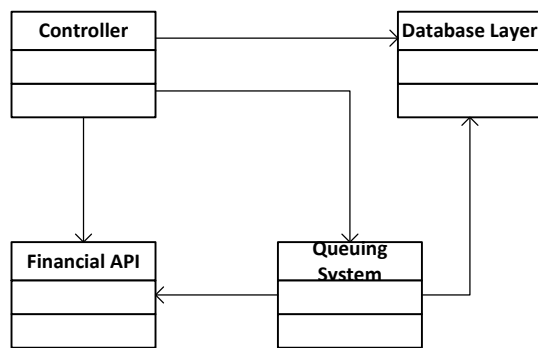 Controller
Database Layer
Financial API
Queuing
System